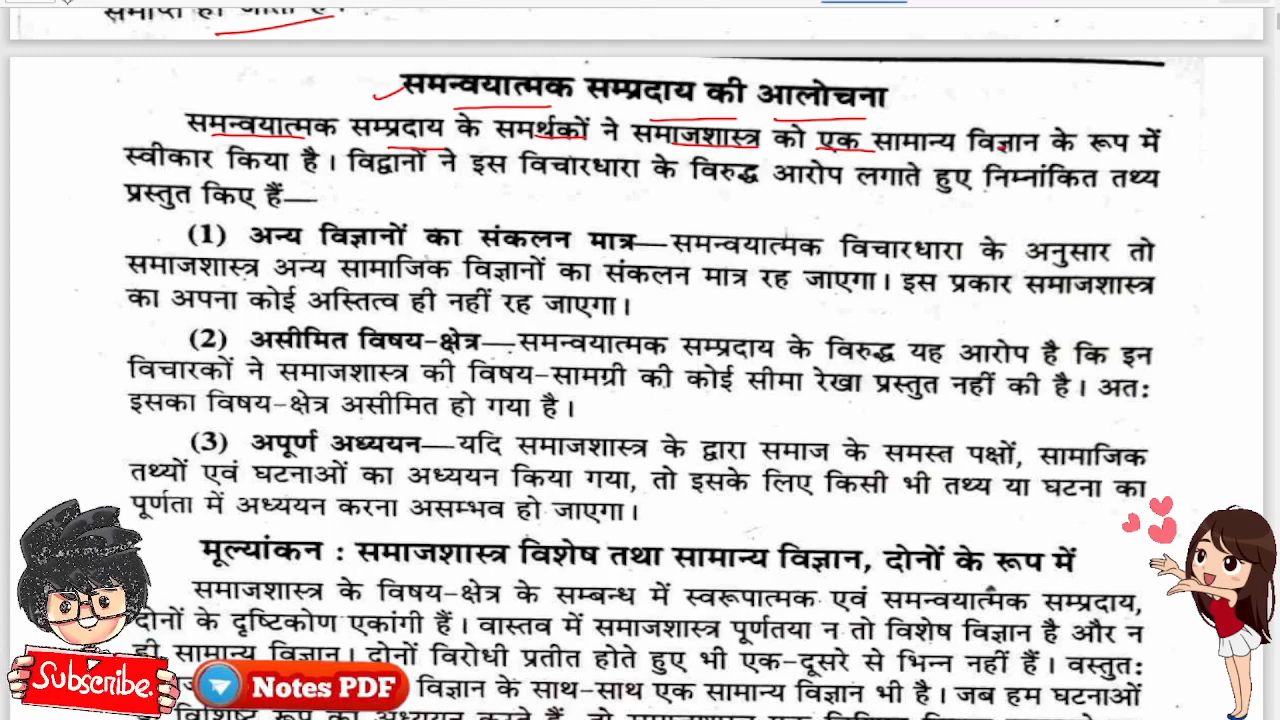 समाप्त हो जाता है।
समन्वयात्मक सम्प्रदाय की आलोचना
समन्वयात्मक सम्प्रदाय के समर्थकों ने समाजशास्त्र को एक सामान्य विज्ञान के रूप में
स्वीकार किया है। विद्वानों ने इस विचारधारा के विरुद्ध आरोप लगाते हुए निम्नांकित तथ्य
प्रस्तुत किए हैं—
(1) अन्य विज्ञानों का संकलन मात्र—समन्वयात्मक विचारधारा के अनुसार तो
समाजशास्त्र अन्य सामाजिक विज्ञानों का संकलन मात्र रह जाएगा। इस प्रकार समाजशास्त्र
का अपना कोई अस्तित्व ही नहीं रह जाएगा।
(2) असीमित विषय-क्षेत्र—समन्वयात्मक सम्प्रदाय के विरुद्ध यह आरोप है कि इन
विचारकों ने समाजशास्त्र की विषय-सामग्री की कोई सीमा रेखा प्रस्तुत नहीं की है। अतः
इसका विषय-क्षेत्र असीमित हो गया है।
(3) अपूर्ण अध्ययन—यदि समाजशास्त्र के द्वारा समाज के समस्त पक्षों, सामाजिक
तथ्यों एवं घटनाओं का अध्ययन किया गया, तो इसके लिए किसी भी तथ्य या घटना का
पूर्णता में अध्ययन करना असम्भव हो जाएगा।
मूल्यांकन : समाजशास्त्र विशेष तथा सामान्य विज्ञान, दोनों के रूप में
समाजशास्त्र के विषय-क्षेत्र के सम्बन्ध में स्वरूपात्मक एवं समन्वयात्मक सम्प्रदाय,
दोनों के दृष्टिकोण एकांगी हैं। वास्तव में समाजशास्त्र पूर्णतया न तो विशेष विज्ञान है और न
ही सामान्य विज्ञान। दोनों विरोधी प्रतीत होते हुए भी एक-दूसरे से भिन्न नहीं हैं। वस्तुतः
विज्ञान के साथ-साथ एक सामान्य विज्ञान भी है। जब हम घटनाओं
Subscribe.
Notes PDF